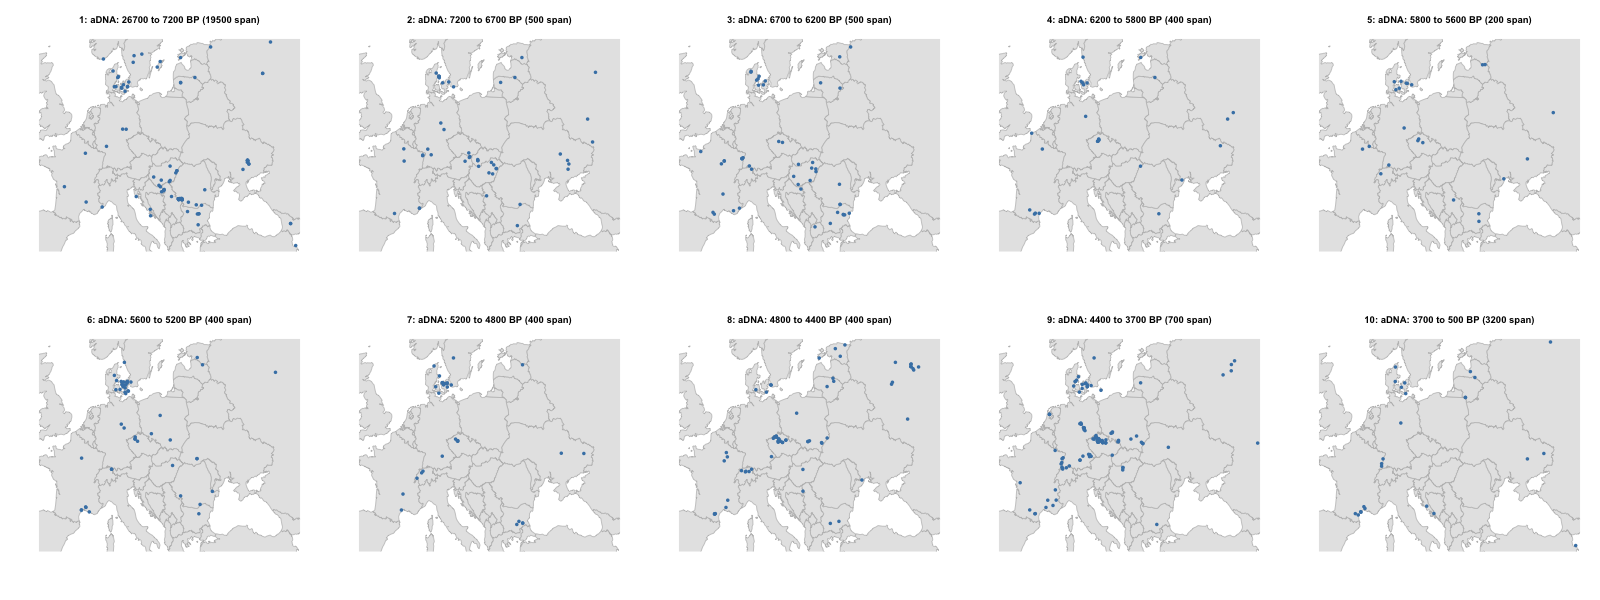 1: aDNA: 26700 to 7200 BP (19500 span)
2: aDNA: 7200 to 6700 BP (500 span)
3: aDNA: 6700 to 6200 BP (500 span)
4: aDNA: 6200 to 5800 BP (400 span)
5: aDNA: 5800 to 5600 BP (200 span)
6: aDNA: 5600 to 5200 BP (400 span)
7: aDNA: 5200 to 4800 BP (400 span)
8: aDNA: 4800 to 4400 BP (400 span)
9: aDNA: 4400 to 3700 BP (700 span)
10: aDNA: 3700 to 500 BP (3200 span)